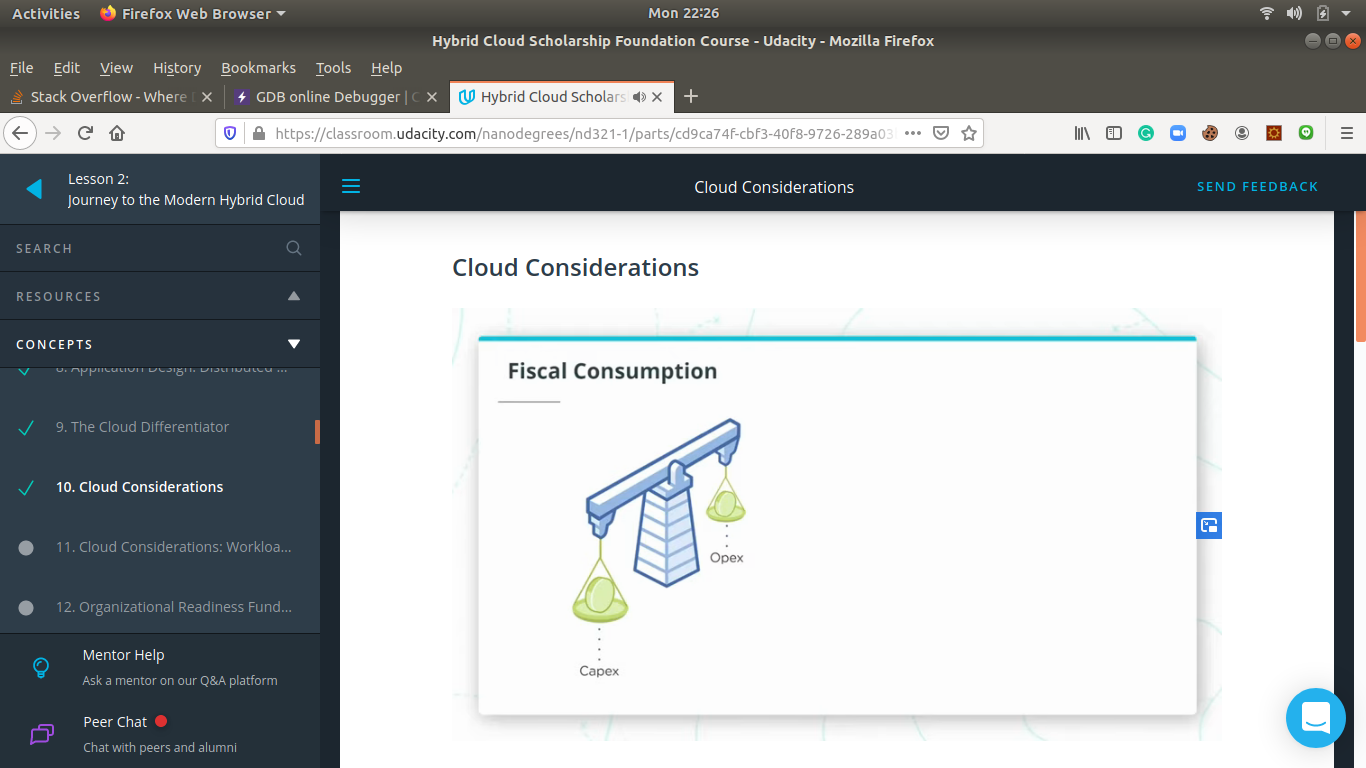 Activities Firefox Web Browser Mon 22:26
Hybrid Cloud Scholarship Foundation Course - Udacity - Mozilla Firefox
File Edit View History Bookmarks Tools Help
Stack Overflow - Where GDB online Debugger | Hybrid Cloud Scholars
https://classroom.udacity.com/nanodegrees/nd321-1/parts/cd9ca74f-cbf3-40f8-9726-289a03
Lesson 2:
Journey to the Modern Hybrid Cloud
Cloud Considerations
SEND FEEDBACK
SEARCH
RESOURCES
CONCEPTS
8. Application Design: Distributed ...
9. The Cloud Differentiator
10. Cloud Considerations
11. Cloud Considerations: Workloa...
12. Organizational Readiness Fund...
Mentor Help
Ask a mentor on our Q&A platform
Peer Chat
Chat with peers and alumni
Cloud Considerations
Fiscal Consumption
Opex
Capex